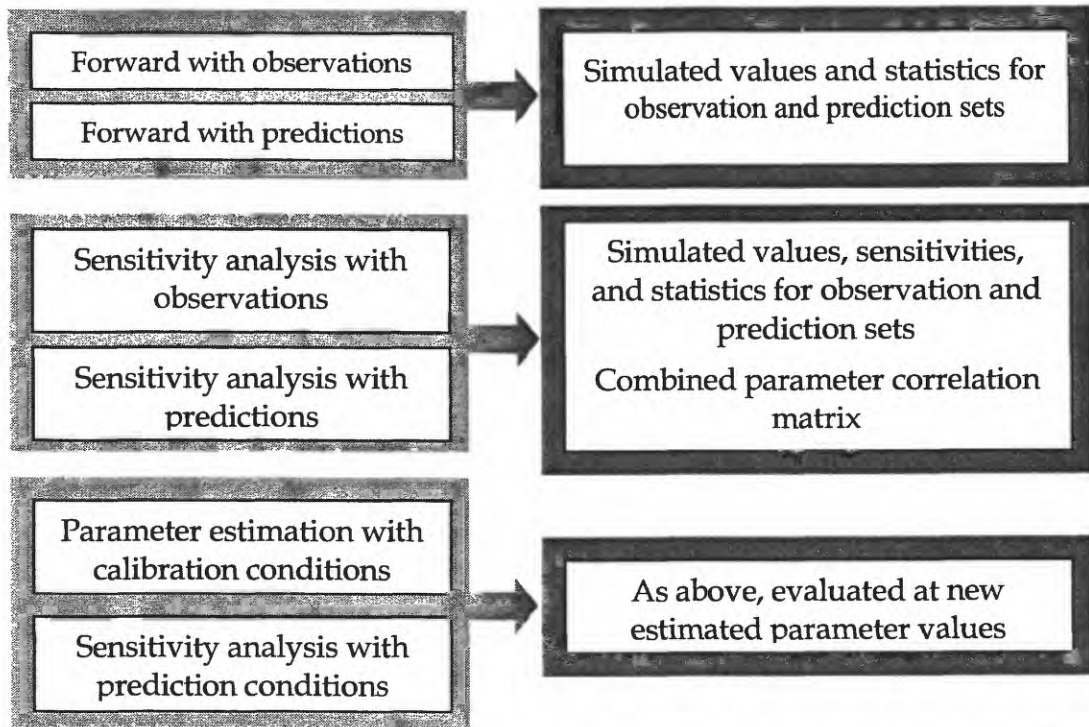 Forward with observations
Forward with predictions
Simulated values and statistics for
observation and prediction sets
Sensitivity analysis with
observations
Sensitivity analysis with
predictions
Simulated values, sensitivities,
and statistics for observation and
prediction sets
Combined parameter correlation
matrix
Parameter estimation with
calibration conditions
Sensitivity analysis with
prediction conditions
As above, evaluated at new
estimated parameter values